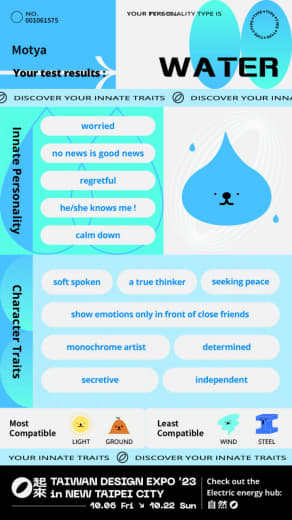 NO.
001061575
YOUR PERSONALITY TYPE IS
Motya
Your test results :
WATER
DISCOVER YOUR INNATE TRAITS
DISCOVER YOUR INNATE TRAITS
Innate Personality
worried
no news is good news
regretful
he/she knows me !
calm down
Character Traits
soft spoken
a true thinker
seeking peace
show emotions only in front of close friends
monochrome artist
determined
secretive
independent
Most
Compatible
LIGHT
GROUND
Least
Compatible
WIND
STEEL
YOUR INNATE TRAITS
DISCOVER YOUR INNATE TRAITS
起來
TAIWAN DESIGN EXPO '23
in NEW TAIPEI CITY
10.06 Fri ↘ 10.22 Sun
Check out the
Electric energy hub:
自然